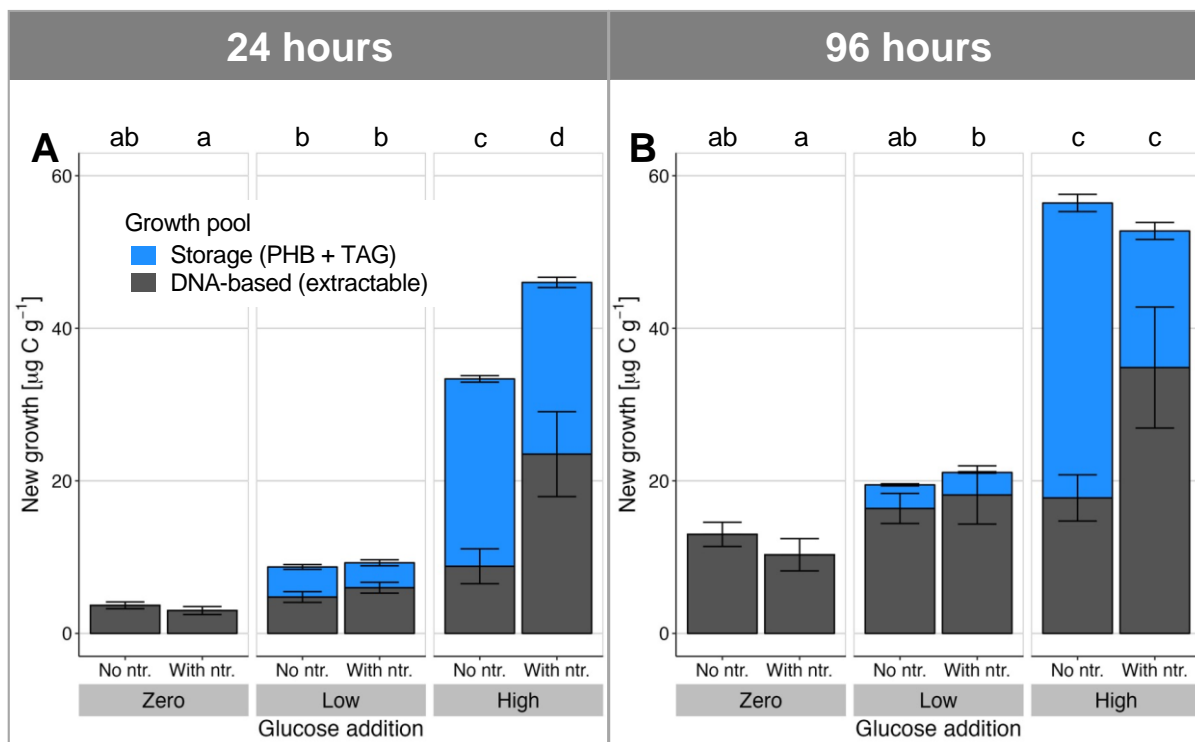 24 hours
96 hours
A
ab a b b c d
New growth [µg C g⁻¹]
60
40
20
0
Growth pool
Storage (PHB + TAG)
DNA-based (extractable)
No ntr. With ntr. No ntr. With ntr. No ntr. With ntr.
Zero Low High
Glucose addition
B
ab a ab b c c
New growth [µg C g⁻¹]
60
40
20
0
No ntr. With ntr. No ntr. With ntr. No ntr. With ntr.
Zero Low High
Glucose addition